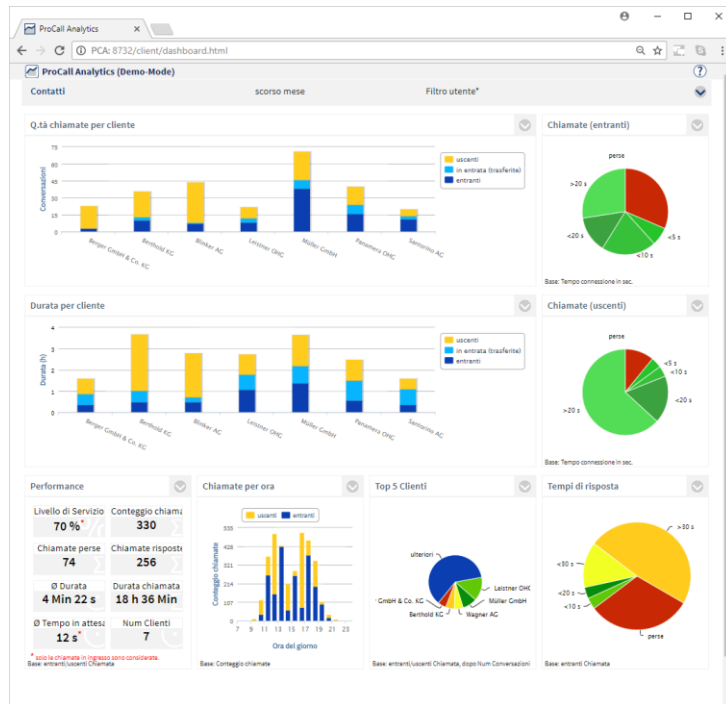 ProCall Analytics
PCA: 8732/client/dashboard.html
ProCall Analytics (Demo-Mode)
Contatti scorso mese Filtro utente*
Q.tà chiamate per cliente
Conversazioni
75
60
45
30
15
0
Berger GmbH & Co. KG
Berthold KG
Blinker AG
Leistner OHG
Müller GmbH
Panamera OHG
Santorino AG
uscenti
in entrata (trasferite)
entranti
Chiamate (entranti)
perse
>20 s
<5 s
<20 s
<10 s
Base: Tempo connessione in sec.
Durata per cliente
Durata (h)
4
3
2
1
0
Berger GmbH & Co. KG
Berthold KG
Blinker AG
Leistner OHG
Müller GmbH
Panamera OHG
Santorino AG
uscenti
in entrata (trasferite)
entranti
Chiamate (uscenti)
perse
<5 s
<10 s
<20 s
>20 s
Base: Tempo connessione in sec.
Performance
Livello di Servizio Conteggio chiama
70 %* 330
Chiamate perse Chiamate risposte
74 256
Ø Durata Durata chiamata
4 Min 22 s 18 h 36 Min
Ø Tempo in attesa Num Clienti
12 s* 7
* solo le chiamate in ingresso sono considerate.
Base: entranti/uscenti Chiamata
Chiamate per ora
uscenti entranti
Conteggio chiamate
535
428
321
214
107
0
7 9 11 13 15 17 19 21 23
Ora del giorno
Base: Conteggio chiamate
Top 5 Clienti
ulteriori
Leistner OHG
GmbH & Co. KG
Müller GmbH
Berthold KG
Wagner AG
Base: entranti/uscenti Chiamata, dopo Num Conversazioni
Tempi di risposta
>30 s
<30 s
<20 s
<10 s
perse
Base: entranti Chiamata